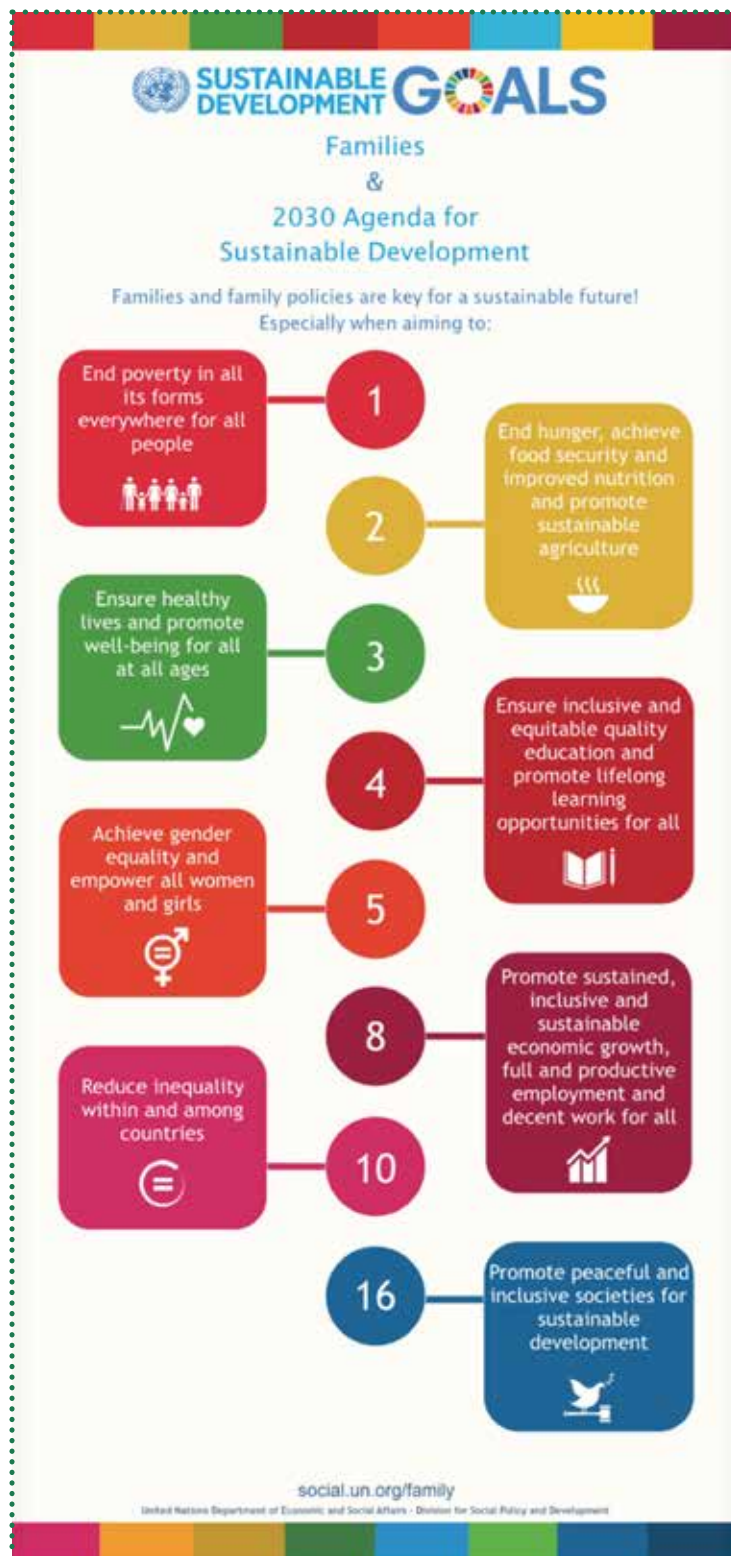 SUSTAINABLE
DEVELOPMENT GOALS
Families
&
2030 Agenda for
Sustainable Development
Families and family policies are key for a sustainable future!
Especially when aiming to:
End poverty in all
its forms
everywhere for all
people
1
End hunger, achieve
food security and
improved nutrition
and promote
sustainable
agriculture
2
Ensure healthy
lives and promote
well-being for all
at all ages
3
Ensure inclusive and
equitable quality
education and
promote lifelong
learning
opportunities for all
4
Achieve gender
equality and
empower all women
and girls
5
Promote sustained,
inclusive and
sustainable
economic growth,
full and productive
employment and
decent work for all
8
Reduce inequality
within and among
countries
10
Promote peaceful and
inclusive societies for
sustainable
development
16
social.un.org/family
United Nations Department of Economic and Social Affairs - Division for Social Policy and Development